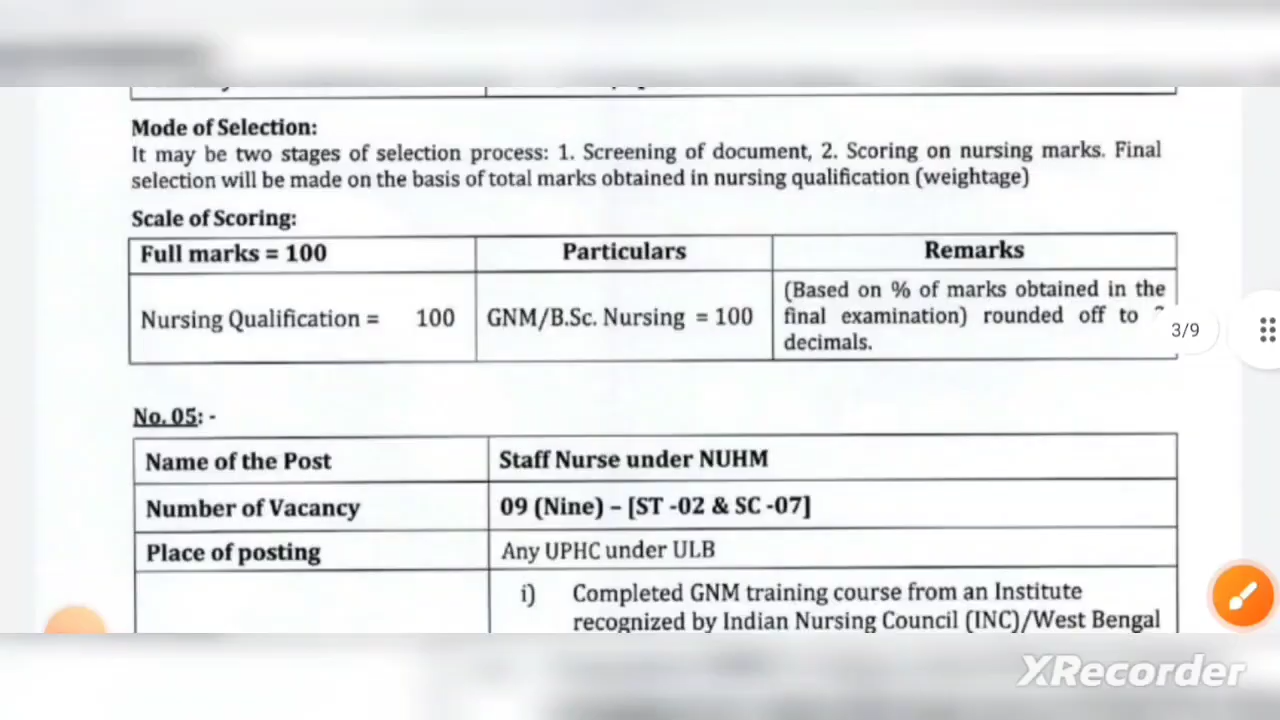 Mode of Selection:
It may be two stages of selection process: 1. Screening of document, 2. Scoring on nursing marks. Final
selection will be made on the basis of total marks obtained in nursing qualification (weightage)
Scale of Scoring:
Full marks = 100 Particulars Remarks
Nursing Qualification = 100 GNM/B.Sc. Nursing = 100 (Based on % of marks obtained in the
final examination) rounded off to
decimals.
3/9
No. 05: -
Name of the Post Staff Nurse under NUHM
Number of Vacancy 09 (Nine) – [ST -02 & SC -07]
Place of posting Any UPHC under ULB
i) Completed GNM training course from an Institute
recognized by Indian Nursing Council (INC)/West Bengal
XRecorder